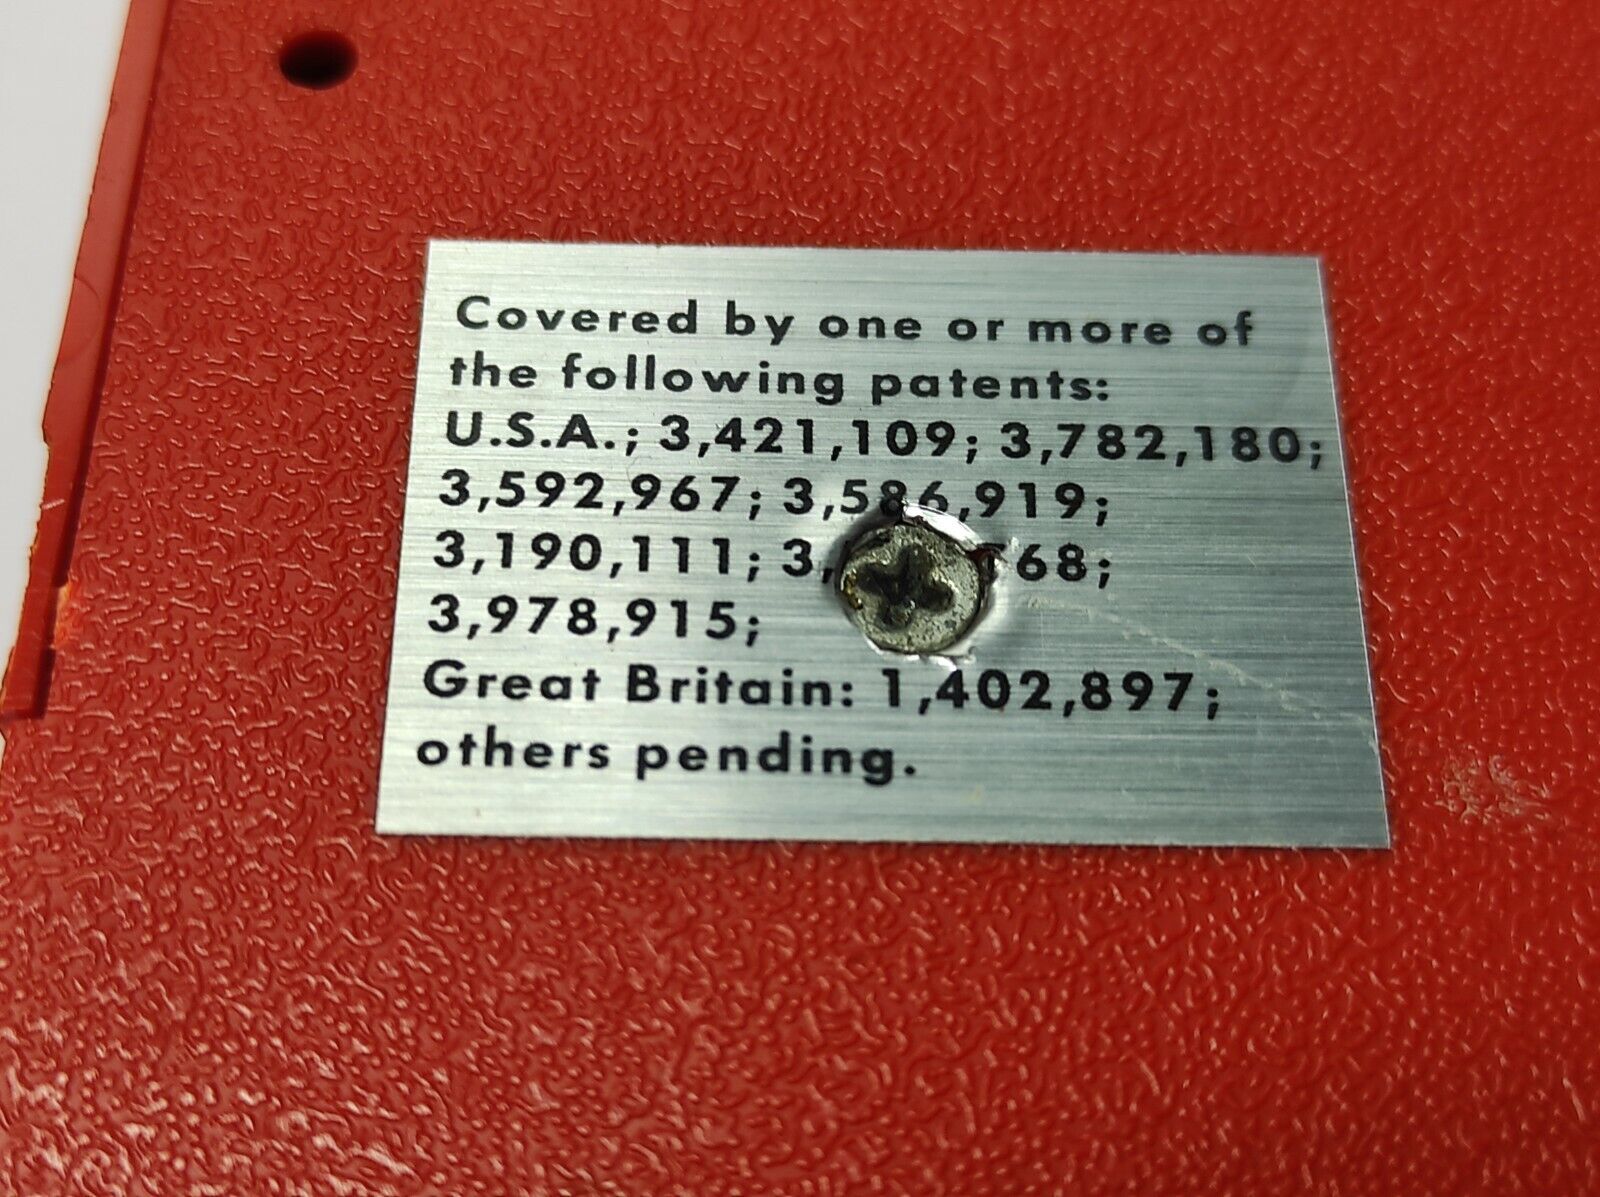 Covered by one or more of
the following patents:
U.S.A.; 3,421,109; 3,782,180;
3,592,967; 3,586,919;
3,190,111;
3,978,915;
Great Britain: 1,402,897;
others pending.